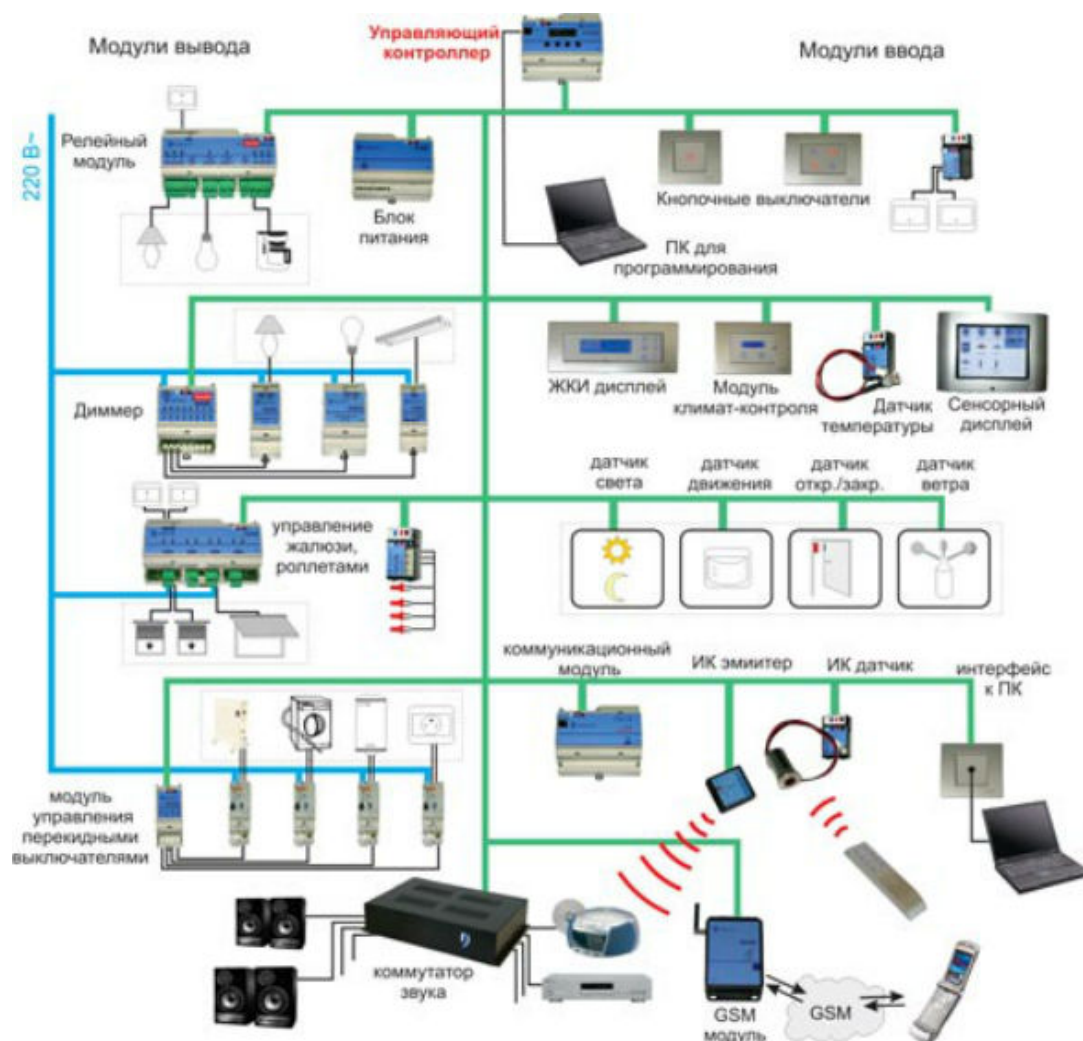 Модули вывода
Управляющий
контроллер
Модули ввода
220 В~
Релейный
модуль
Блок
питания
Кнопочные выключатели
ПК для
программирования
Диммер
ЖКИ дисплей
Модуль
климат-контроля
Датчик
температуры
Сенсорный
дисплей
датчик
света
датчик
движения
датчик
откр./закр.
датчик
ветра
управление
жалюзи,
роллетами
коммуникационный
модуль
ИК эмиитер
ИК датчик
интерфейс
к ПК
модуль
управления
перекидными
выключателями
коммутатор
звука
GSM
модуль
GSM